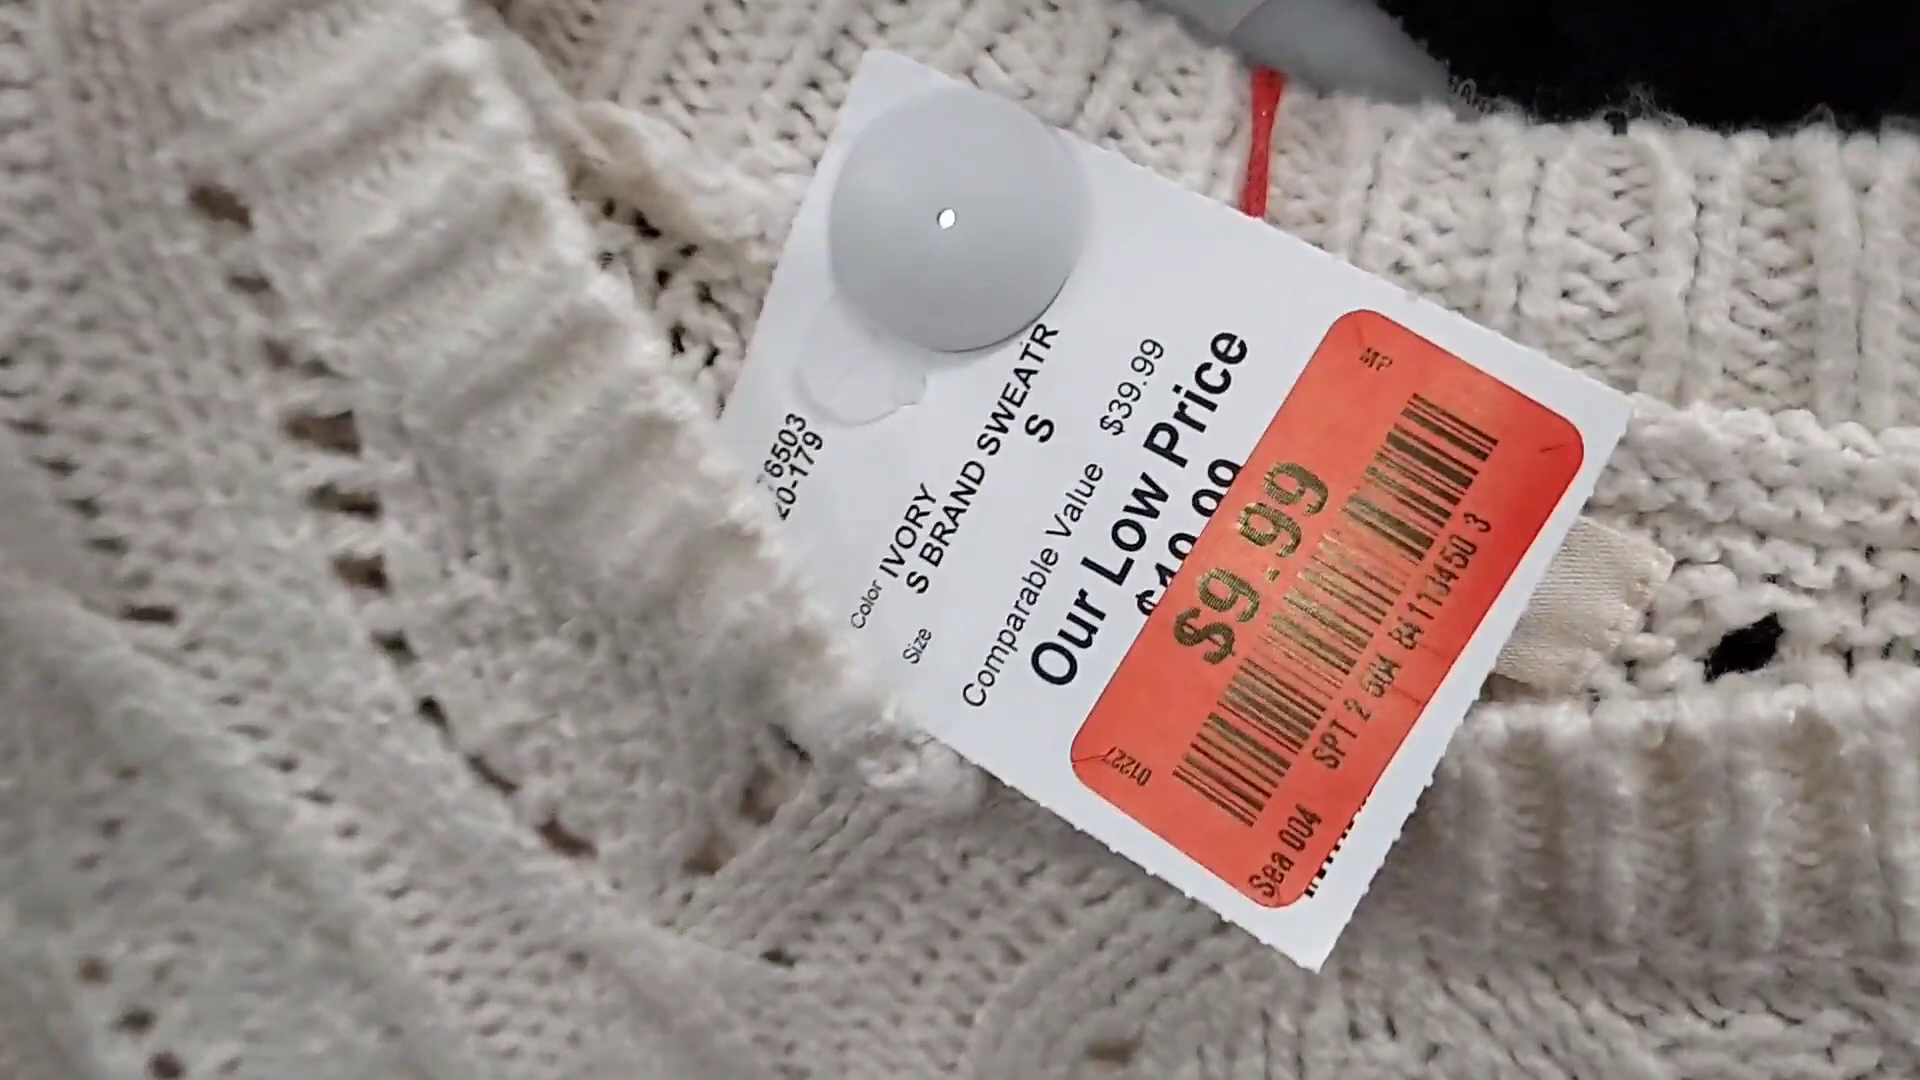 6503
20-179
Color IVORY
S BRAND SWEATR
Size S
Comparable Value $39.99
Our Low Price
MP
$9.99
01227
SPT 2 504 84113450 3
Sea 004